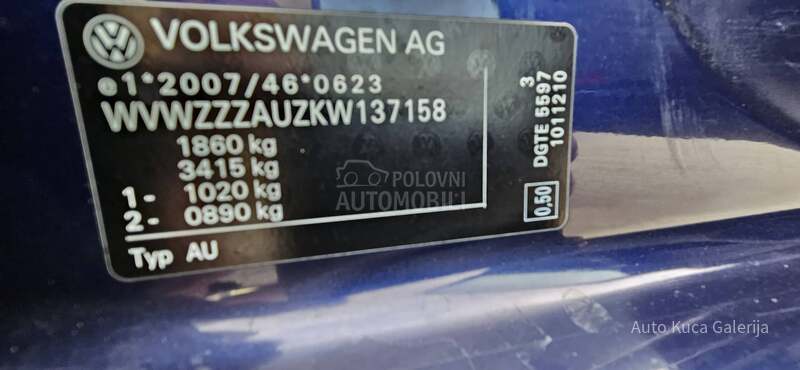 VOLKSWAGEN AG
e1*2007/46*0623
WVWZZZAUZKW137158
1860 kg
3415 kg
1- 1020 kg
2- 0890 kg
Typ AU
3
DGTE 5597
1011210
0,50
POLOVNI
AUTOMOBILI
Auto Kuca Galerija